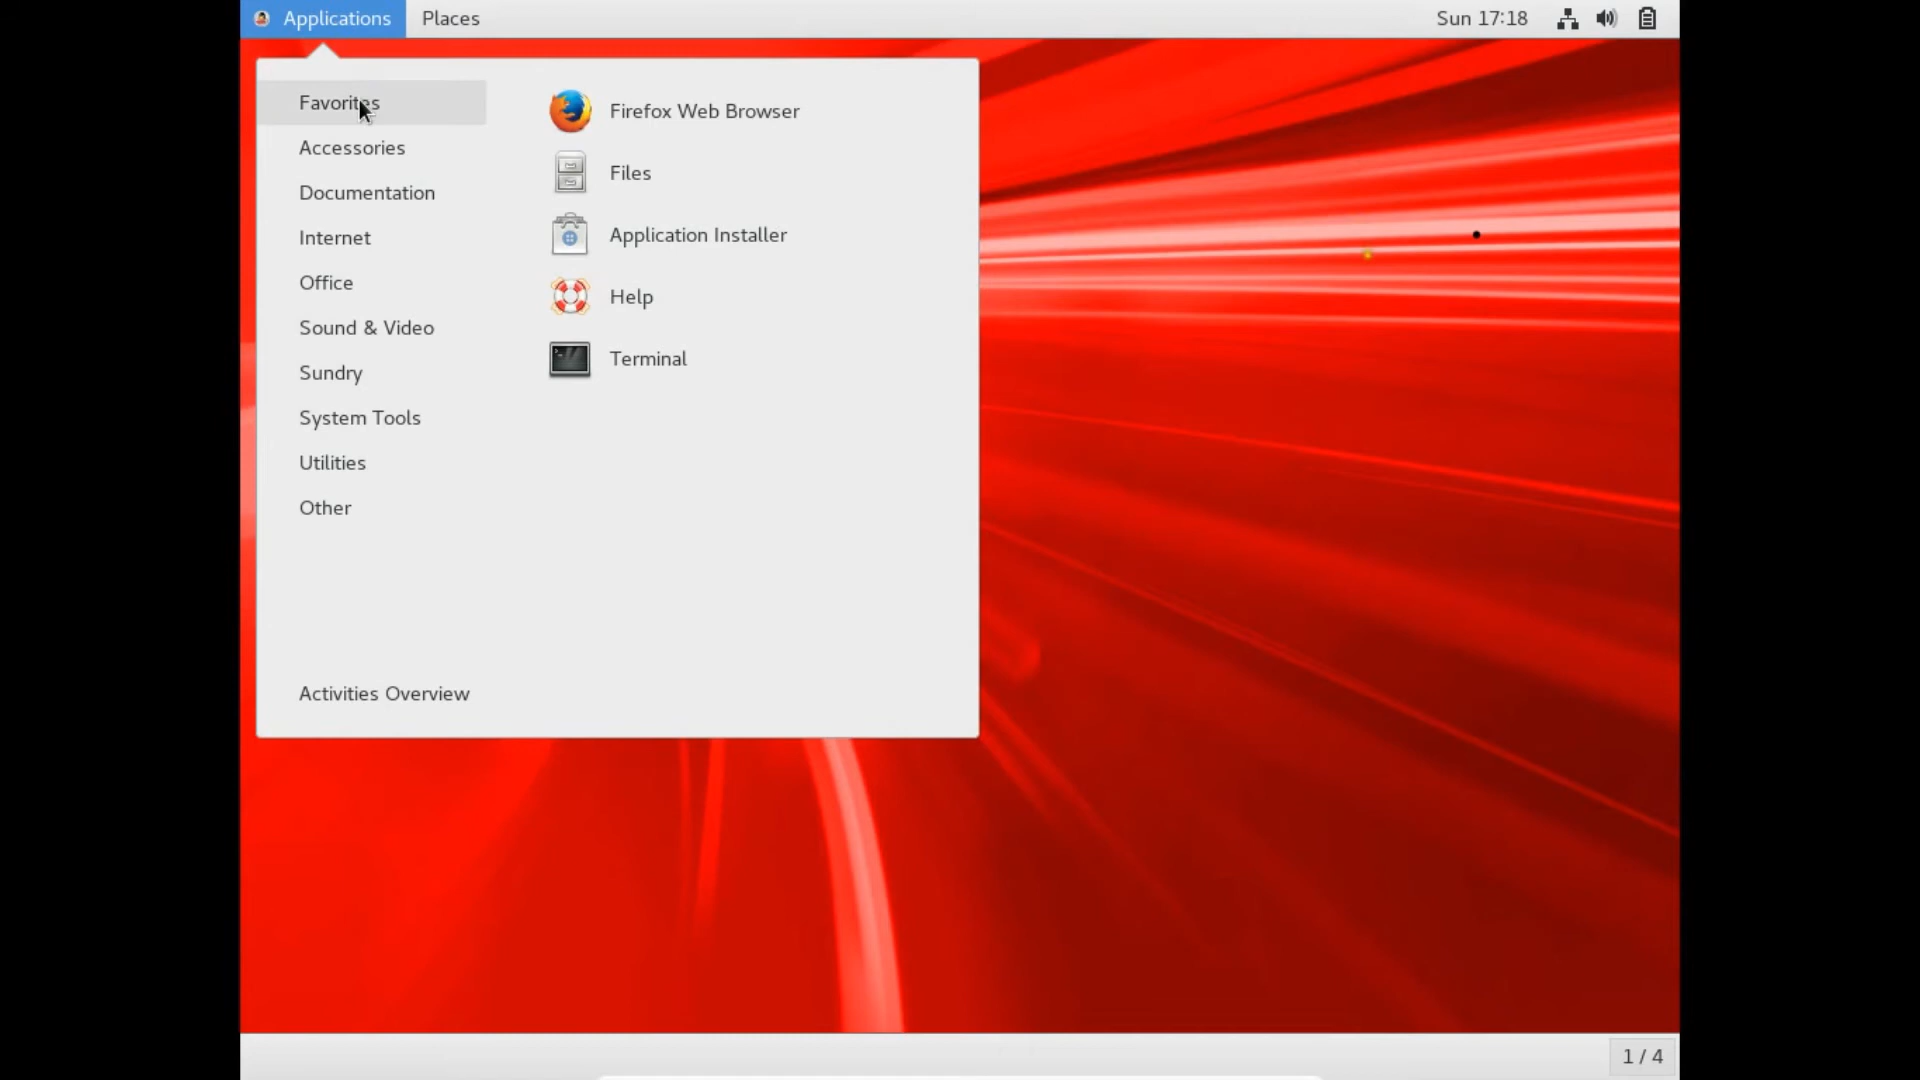 Applications Places Sun 17:18
Favorites
Accessories
Documentation
Internet
Office
Sound & Video
Sundry
System Tools
Utilities
Other
Activities Overview
Firefox Web Browser
Files
Application Installer
Help
Terminal
1 / 4